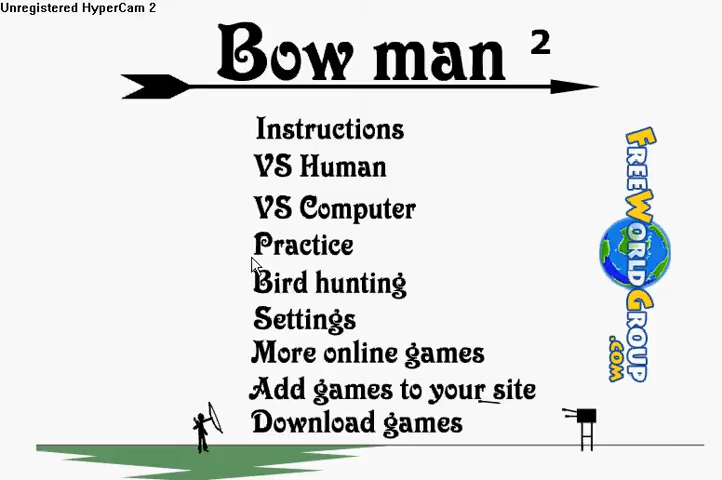 Unregistered HyperCam 2
Bow man 2
Instructions
VS Human
VS Computer
Practice
Bird hunting
Settings
More online games
Add games to your site
Download games
FreeWorldGroup.com